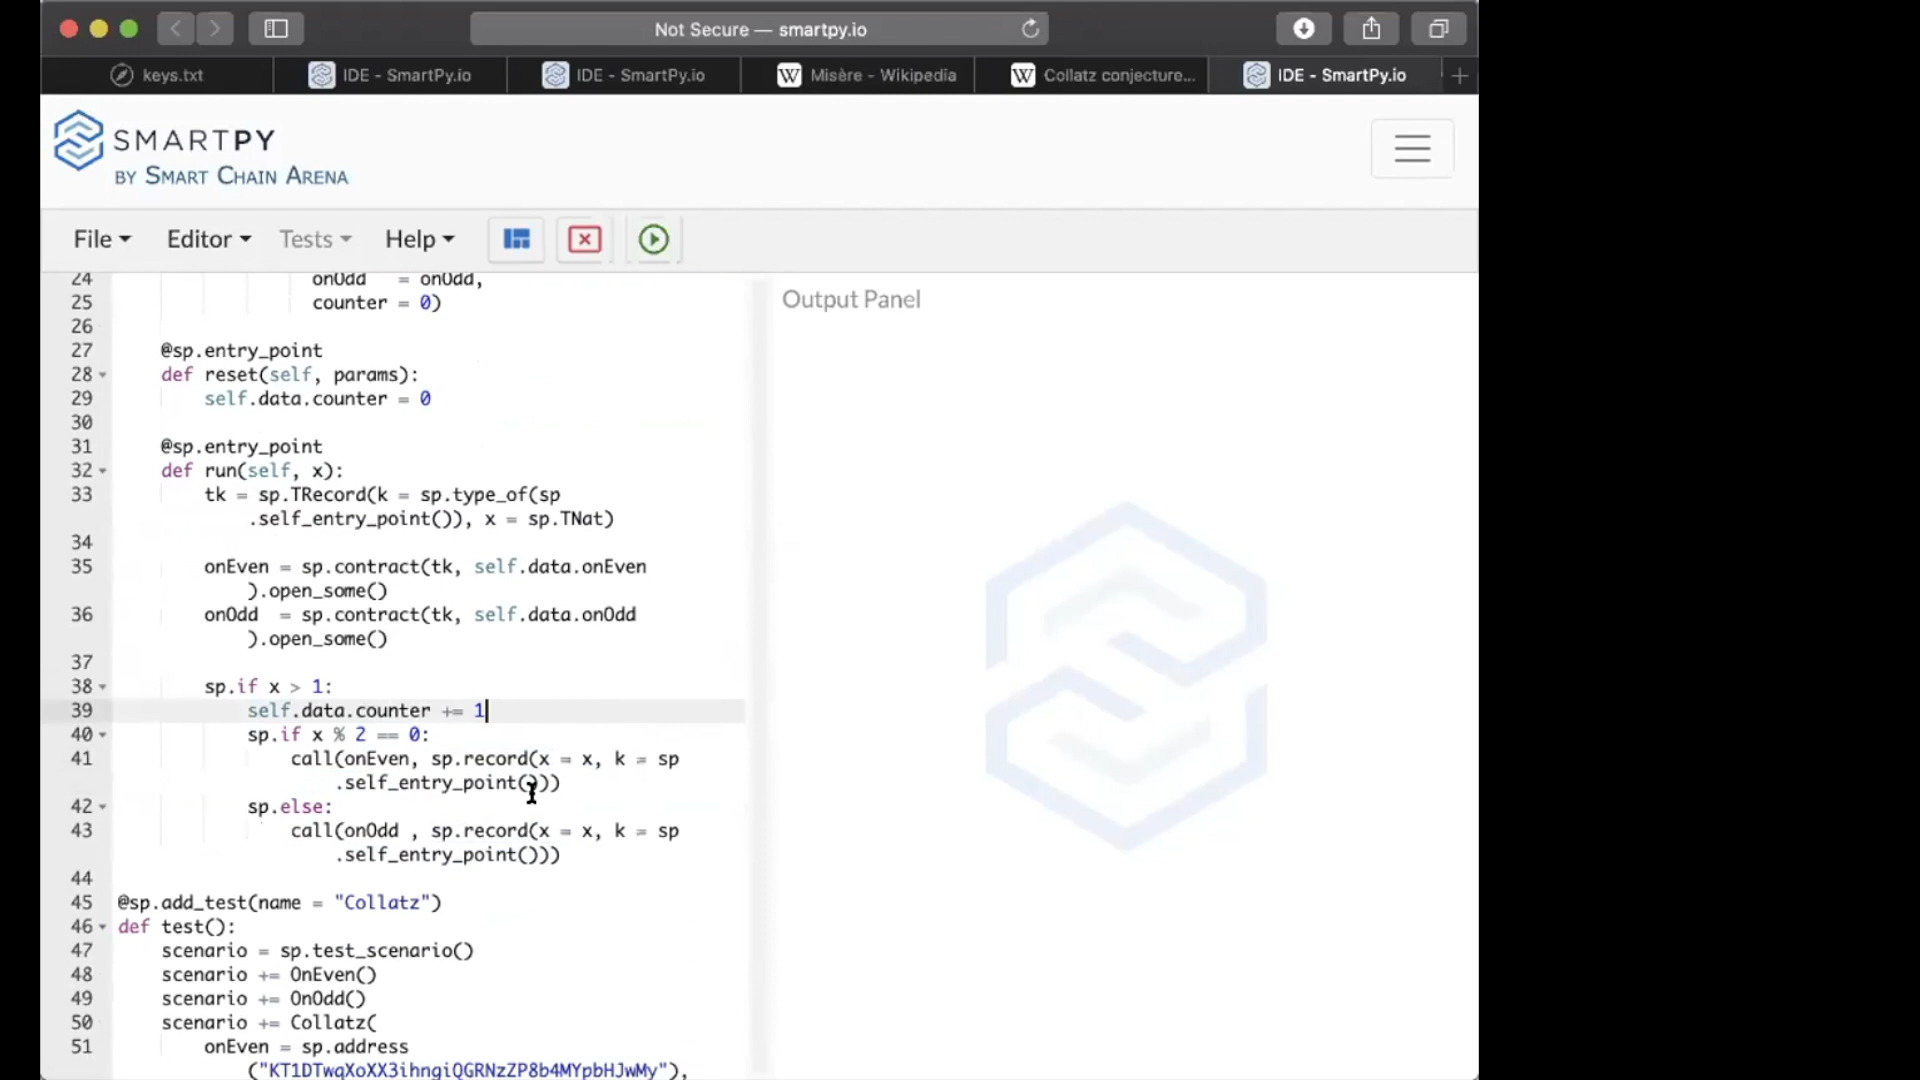 Not Secure — smartpy.io
keys.txt
IDE - SmartPy.io
IDE - SmartPy.io
Misère - Wikipedia
Collatz conjecture...
IDE - SmartPy.io
SMARTPY
BY SMART CHAIN ARENA
File
Editor
Tests
Help
24 onOdd = onOdd,
25 counter = 0)
26
27 @sp.entry_point
28 def reset(self, params):
29 self.data.counter = 0
30
31 @sp.entry_point
32 def run(self, x):
33 tk = sp.TRecord(k = sp.type_of(sp
.self_entry_point()), x = sp.TNat)
34
35 onEven = sp.contract(tk, self.data.onEven
).open_some()
36 onOdd = sp.contract(tk, self.data.onOdd
).open_some()
37
38 sp.if x > 1:
39 self.data.counter += 1
40 sp.if x % 2 == 0:
41 call(onEven, sp.record(x = x, k = sp
.self_entry_point()))
42 sp.else:
43 call(onOdd , sp.record(x = x, k = sp
.self_entry_point()))
44
45 @sp.add_test(name = "Collatz")
46 def test():
47 scenario = sp.test_scenario()
48 scenario += OnEven()
49 scenario += OnOdd()
50 scenario += Collatz(
51 onEven = sp.address
("KT1DTwqXoXX3ihngiQGRNzZP8b4MYpbHJwMy"),
Output Panel